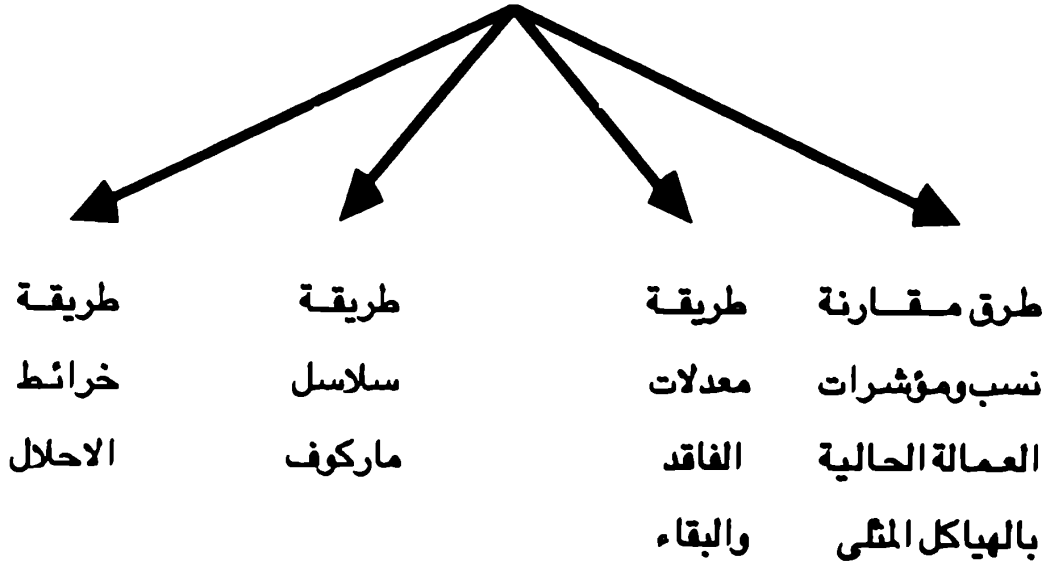 طرق مقارنة
نسب ومؤشرات
العمالة الحالية
بالهياكل المثلى
طريقة
معدلات
الفاقد
والبقاء
طريقة
سلاسل
ماركوف
طريقة
خرائط
الاحلال